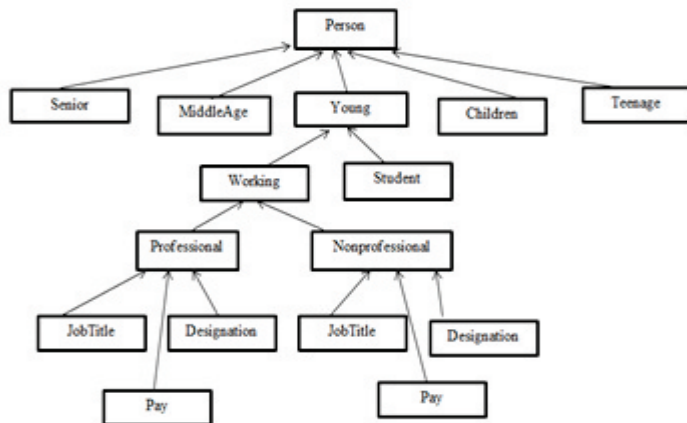 Person
Senior
MiddleAge
Young
Children
Teenage
Working
Student
Professional
Nonprofessional
JobTitle
Designation
JobTitle
Designation
Pay
Pay